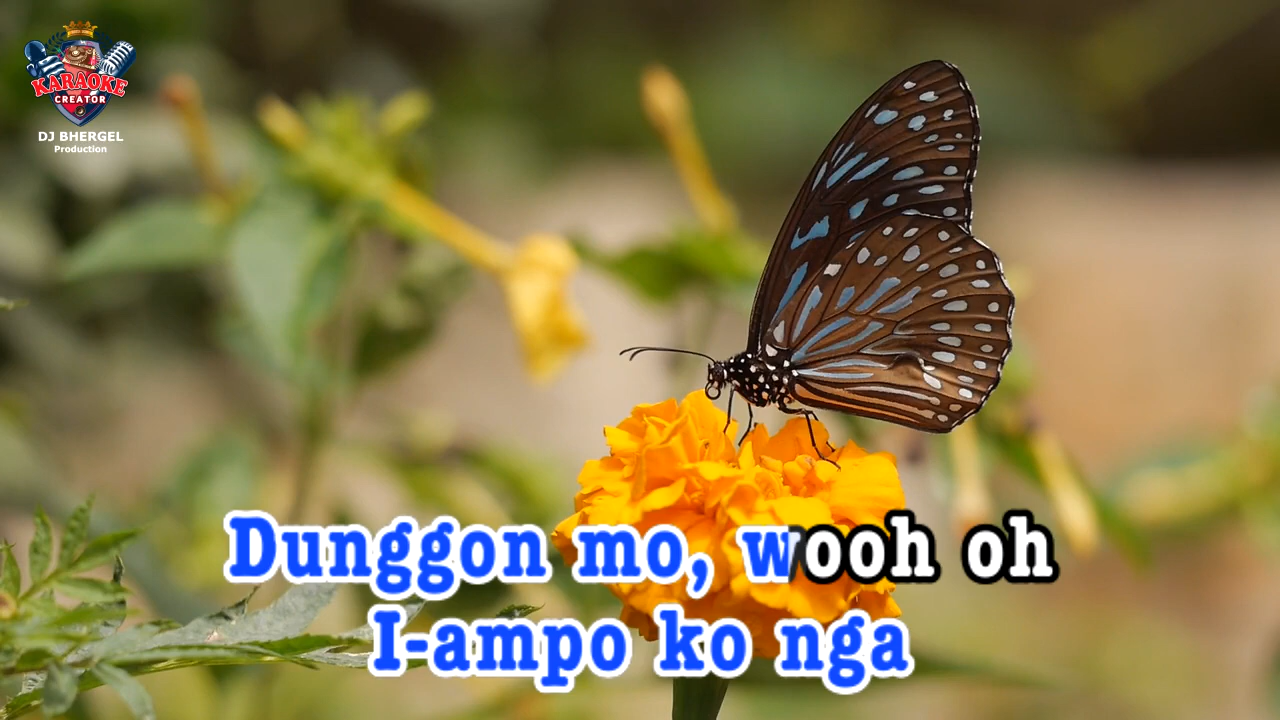 KARAOKE
CREATOR
DJ BHERGEL
Production
Dunggon mo, wooh oh
I-ampo ko nga